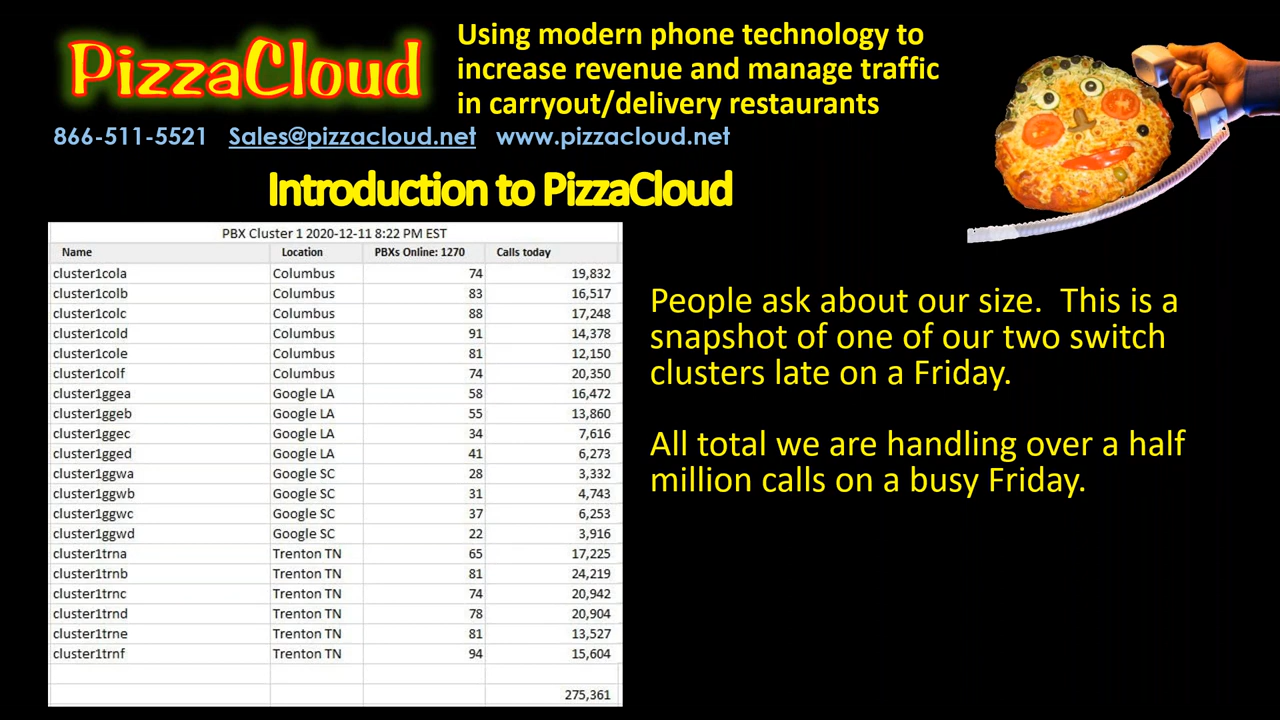 PizzaCloud
Using modern phone technology to
increase revenue and manage traffic
in carryout/delivery restaurants
866-511-5521 Sales@pizzacloud.net www.pizzacloud.net
Introduction to PizzaCloud
PBX Cluster 1 2020-12-11 8:22 PM EST
Name Location PBXs Online: 1270 Calls today
cluster1cola Columbus 74 19,832
cluster1colb Columbus 83 16,517
cluster1colc Columbus 88 17,248
cluster1cold Columbus 91 14,378
cluster1cole Columbus 81 12,150
cluster1colf Columbus 74 20,350
cluster1ggea Google LA 58 16,472
cluster1ggeb Google LA 55 13,860
cluster1ggec Google LA 34 7,616
cluster1gged Google LA 41 6,273
cluster1ggwa Google SC 28 3,332
cluster1ggwb Google SC 31 4,743
cluster1ggwc Google SC 37 6,253
cluster1ggwd Google SC 22 3,916
cluster1trna Trenton TN 65 17,225
cluster1trnb Trenton TN 81 24,219
cluster1trnc Trenton TN 74 20,942
cluster1trnd Trenton TN 78 20,904
cluster1trne Trenton TN 81 13,527
cluster1trnf Trenton TN 94 15,604
275,361
People ask about our size. This is a
snapshot of one of our two switch
clusters late on a Friday.
All total we are handling over a half
million calls on a busy Friday.